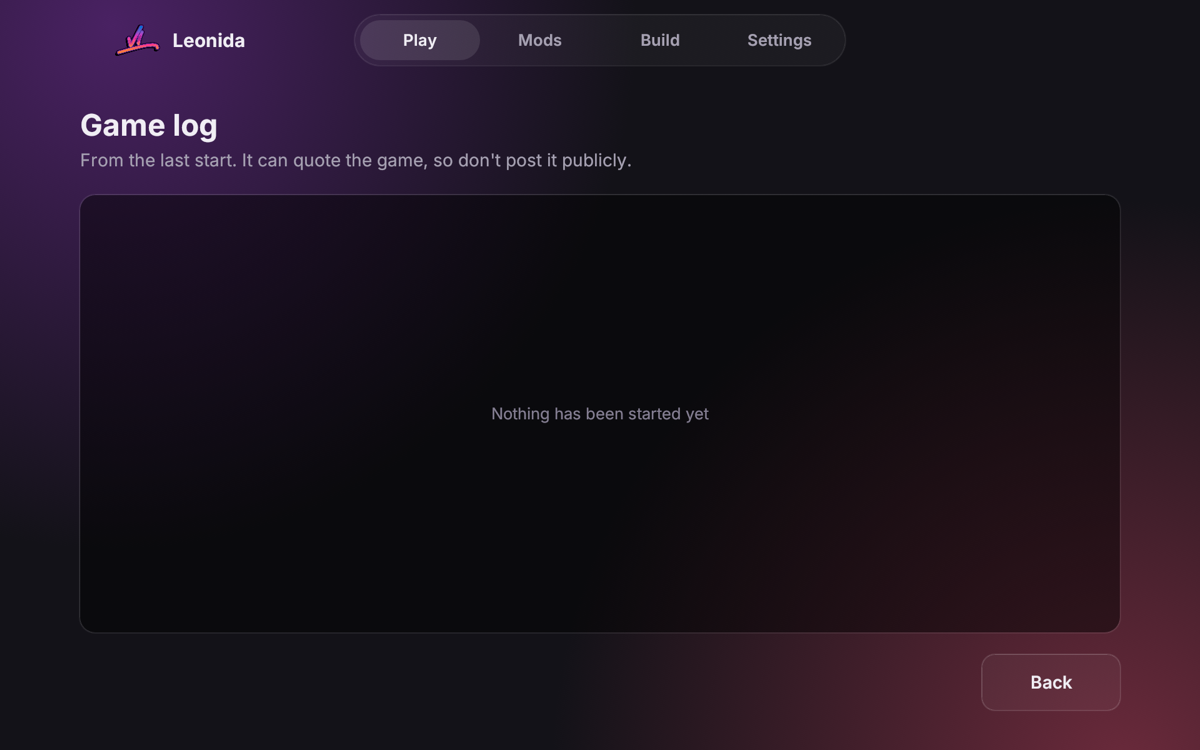 Leonida
Play
Mods
Build
Settings
Game log
From the last start. It can quote the game, so don't post it publicly.
Nothing has been started yet
Back